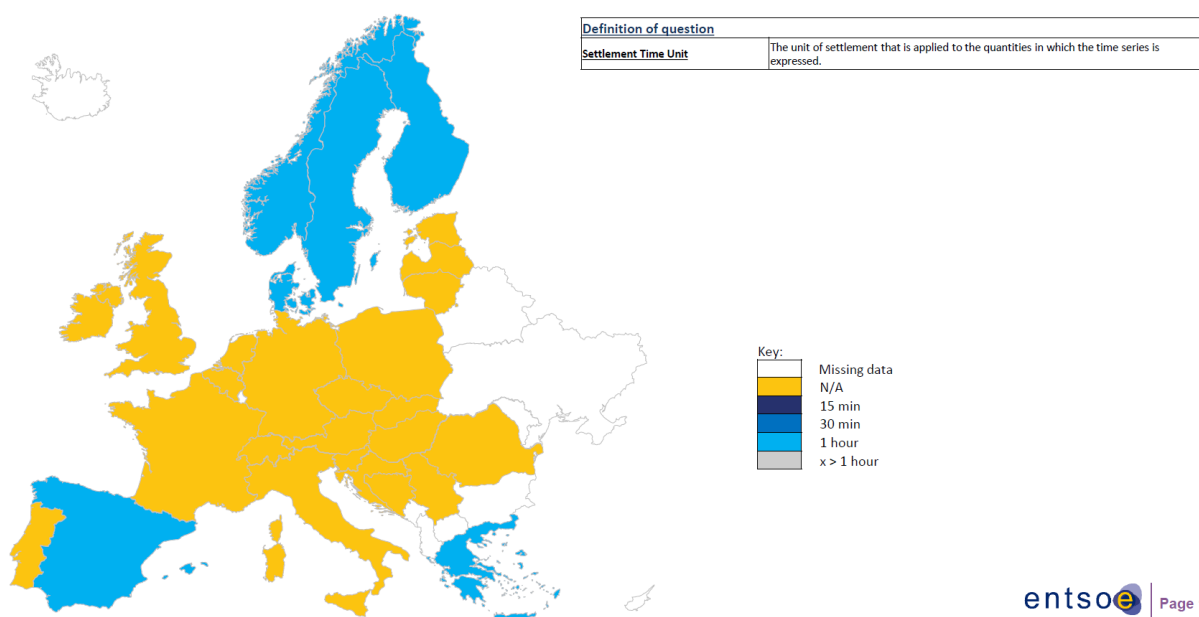 Definition of question
Settlement Time Unit
The unit of settlement that is applied to the quantities in which the time series is
expressed.
Key:
Missing data
N/A
15 min
30 min
1 hour
x > 1 hour
entsoe
Page